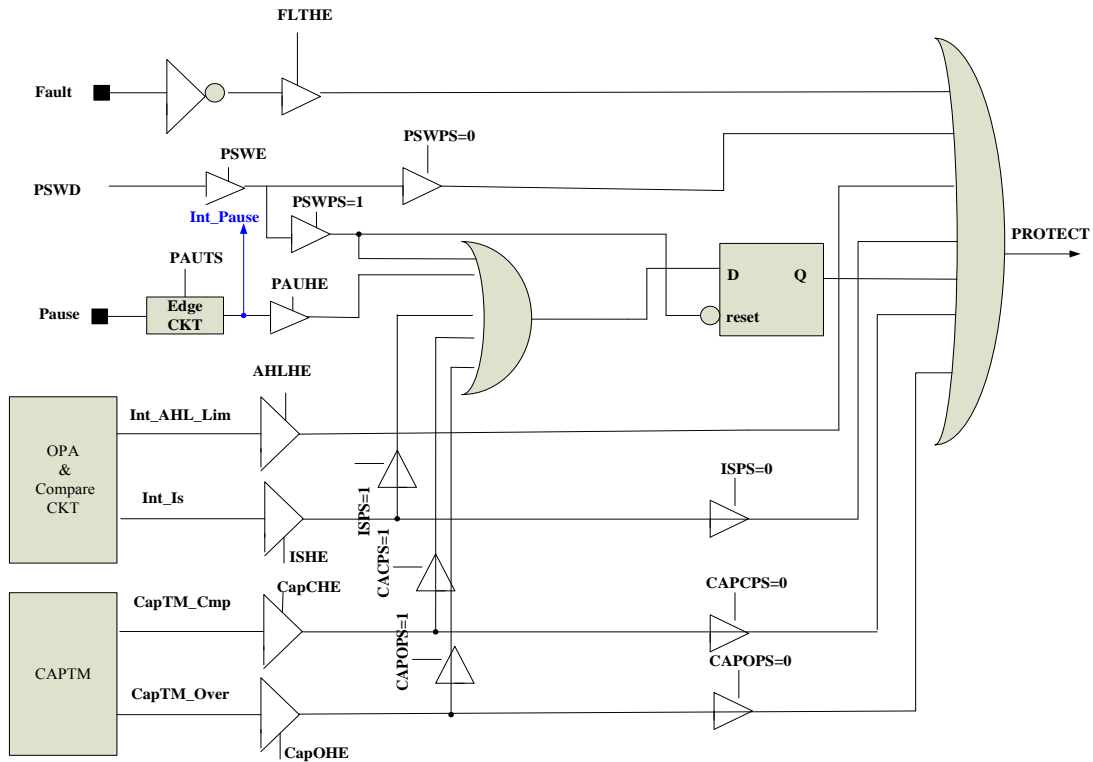 FLTHE
Fault
PSWPS=0
PSWE
PSWD
PSWPS=1
Int_Pause
PROTECT
PAUTS
PAUHE
D
Q
Pause
Edge
CKT
reset
AHLHE
Int_AHL_Lim
OPA
&
Compare
CKT
ISPS=0
Int_Is
ISPS=1
ISHE
CACPS=1
CapCHE
CAPCPS=0
CapTM_Cmp
CAPOPS=1
CAPTM
CAPOPS=0
CapTM_Over
CapOHE